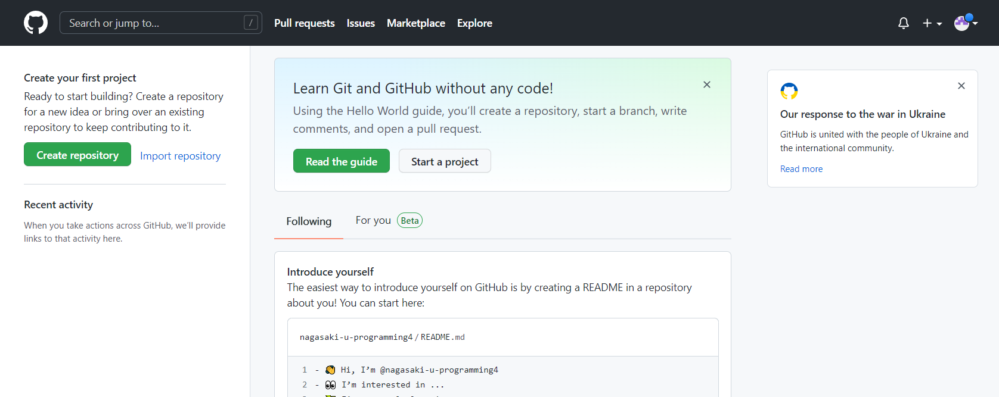 Search or jump to... /
Pull requests Issues Marketplace Explore
Create your first project
Ready to start building? Create a repository
for a new idea or bring over an existing
repository to keep contributing to it.
Create repository Import repository
Recent activity
When you take actions across GitHub, we’ll provide
links to that activity here.
Learn Git and GitHub without any code!
Using the Hello World guide, you’ll create a repository, start a branch, write
comments, and open a pull request.
Read the guide Start a project
Following For you Beta
Introduce yourself
The easiest way to introduce yourself on GitHub is by creating a README in a repository
about you! You can start here:
nagasaki-u-programming4 / README.md
1 - 👋 Hi, I’m @nagasaki-u-programming4
2 - 👀 I’m interested in ...
Our response to the war in Ukraine
GitHub is united with the people of Ukraine and
the international community.
Read more